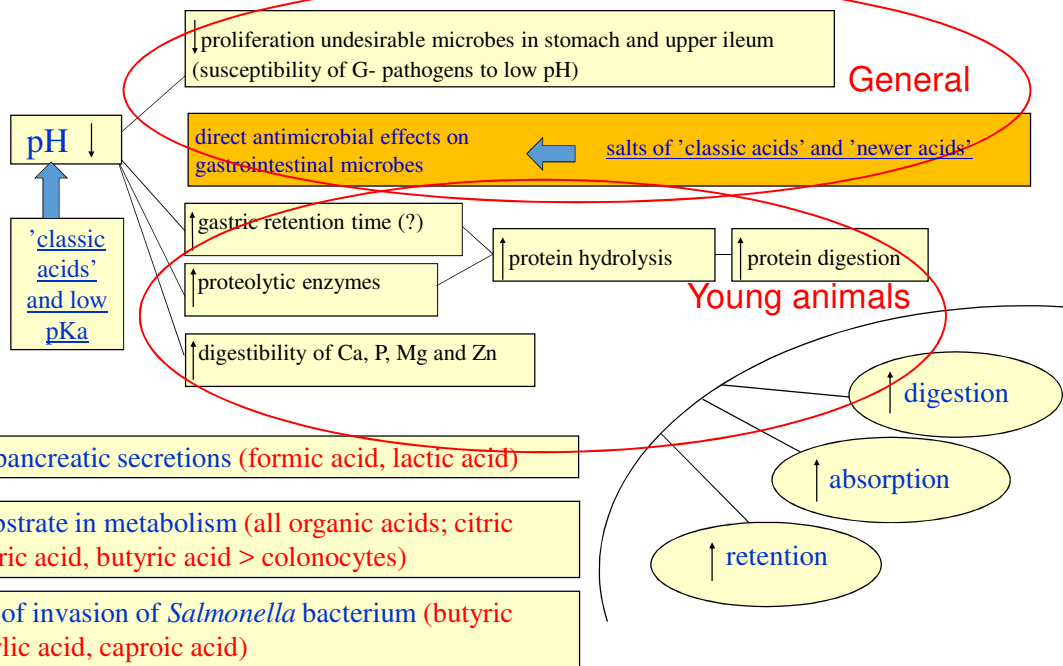 proliferation undesirable microbes in stomach and upper ileum
(susceptibility of G- pathogens to low pH)
General
pH
direct antimicrobial effects on
gastrointestinal microbes
salts of 'classic acids' and 'newer acids'
'classic
acids'
and low
pKa
gastric retention time (?)
proteolytic enzymes
protein hydrolysis
protein digestion
Young animals
digestibility of Ca, P, Mg and Zn
digestion
absorption
retention
pancreatic secretions (formic acid, lactic acid)
in metabolism (all organic acids; citric
acid, butyric acid > colonocytes)
of invasion of Salmonella bacterium (butyric
acid, caproic acid)